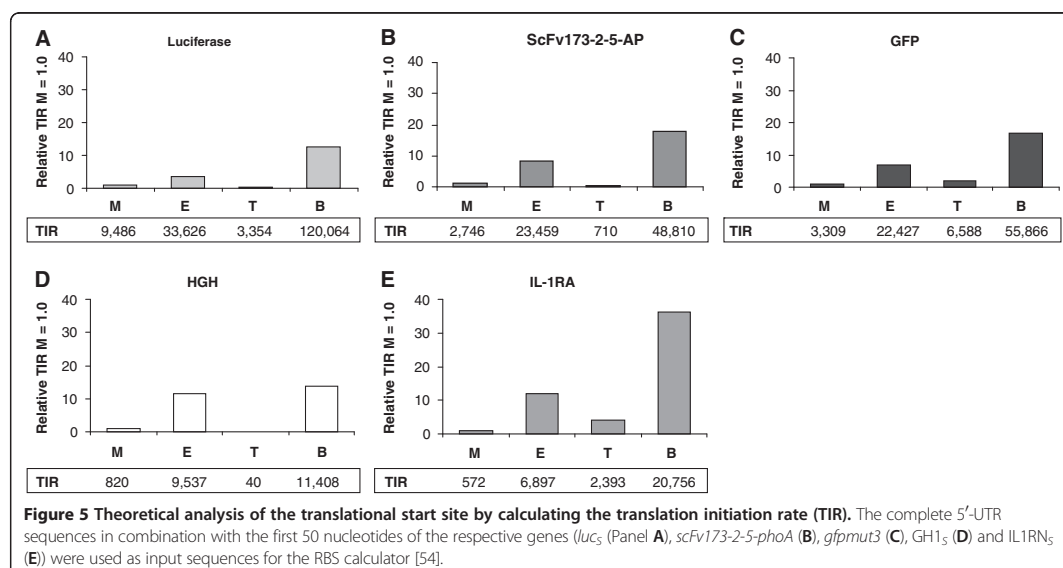 A
Luciferase
Relative TIR M = 1.0
40
30
20
10
0
M E T B
TIR 9,486 33,626 3,354 120,064
B
ScFv173-2-5-AP
Relative TIR M = 1.0
40
30
20
10
0
M E T B
TIR 2,746 23,459 710 48,810
C
GFP
Relative TIR M = 1.0
40
30
20
10
0
M E T B
TIR 3,309 22,427 6,588 55,866
D
HGH
Relative TIR M = 1.0
40
30
20
10
0
M E T B
TIR 820 9,537 40 11,408
E
IL-1RA
Relative TIR M = 1.0
40
30
20
10
0
M E T B
TIR 572 6,897 2,393 20,756
Figure 5 Theoretical analysis of the translational start site by calculating the translation initiation rate (TIR). The complete 5′-UTR
sequences in combination with the first 50 nucleotides of the respective genes (lucS (Panel A), scFv173-2-5-phoA (B), gfpmut3 (C), GH1S (D) and IL1RNS
(E)) were used as input sequences for the RBS calculator [54].